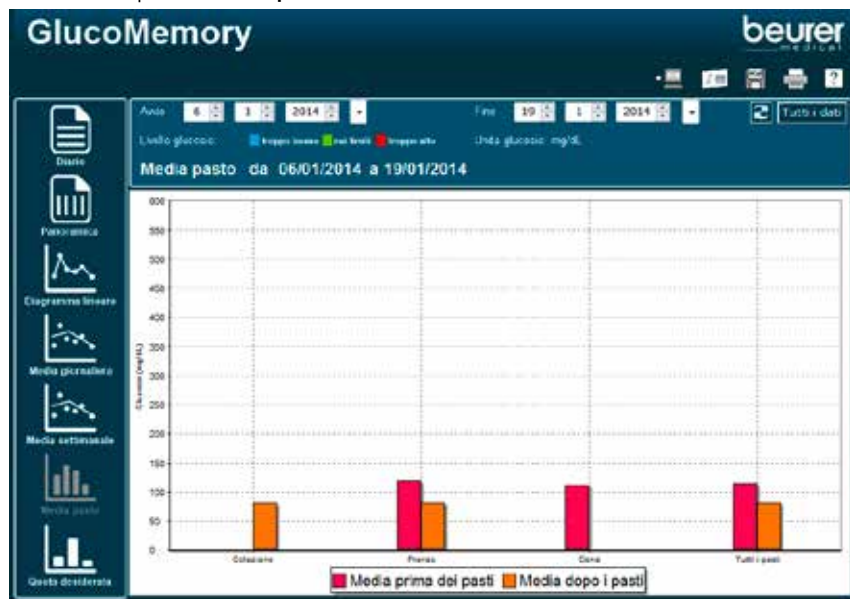 GlucoMemory
beurer
medical
Avvio 6 1 2014
Fine 19 1 2014
Tutti i dati
Livello glucosio: troppo basso nei limiti troppo alto
Unità glucosio: mg/dL
Media pasto da 06/01/2014 a 19/01/2014
Diario
Panoramica
Diagramma lineare
Media giornaliera
Media settimanale
Media pasto
Quota desiderata
Glucosio (mg/dL)
600
550
500
450
400
350
300
250
200
150
100
50
0
Colazione
Pranzo
Cena
Tutti i pasti
Media prima dei pasti
Media dopo i pasti